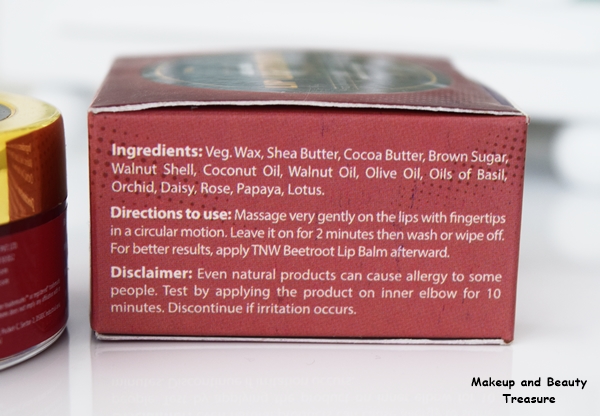 Ingredients: Veg. Wax, Shea Butter, Cocoa Butter, Brown Sugar,
Walnut Shell, Coconut Oil, Walnut Oil, Olive Oil, Oils of Basil,
Orchid, Daisy, Rose, Papaya, Lotus.
Directions to use: Massage very gently on the lips with fingertips
in a circular motion. Leave it on for 2 minutes then wash or wipe off.
For better results, apply TNW Beetroot Lip Balm afterward.
Disclaimer: Even natural products can cause allergy to some
people. Test by applying the product on inner elbow for 10
minutes. Discontinue if irritation occurs.
Makeup and Beauty
Treasure